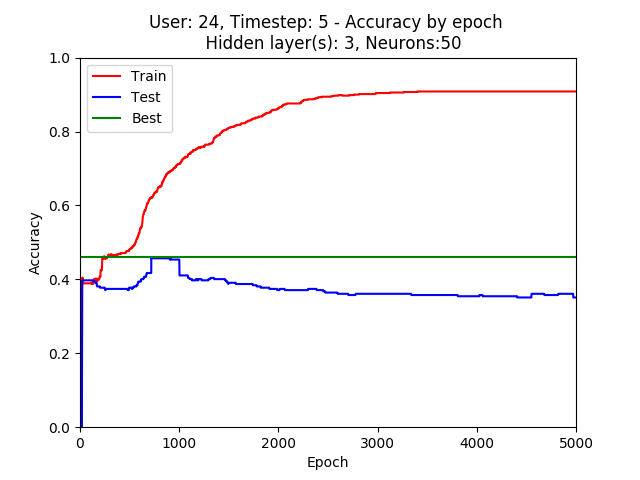 User: 24, Timestep: 5 - Accuracy by epoch
Hidden layer(s): 3, Neurons:50
1.0
Train
Test
Best
0.8
0.6
Accuracy
0.4
0.2
0.0
0 1000 2000 3000 4000 5000
Epoch